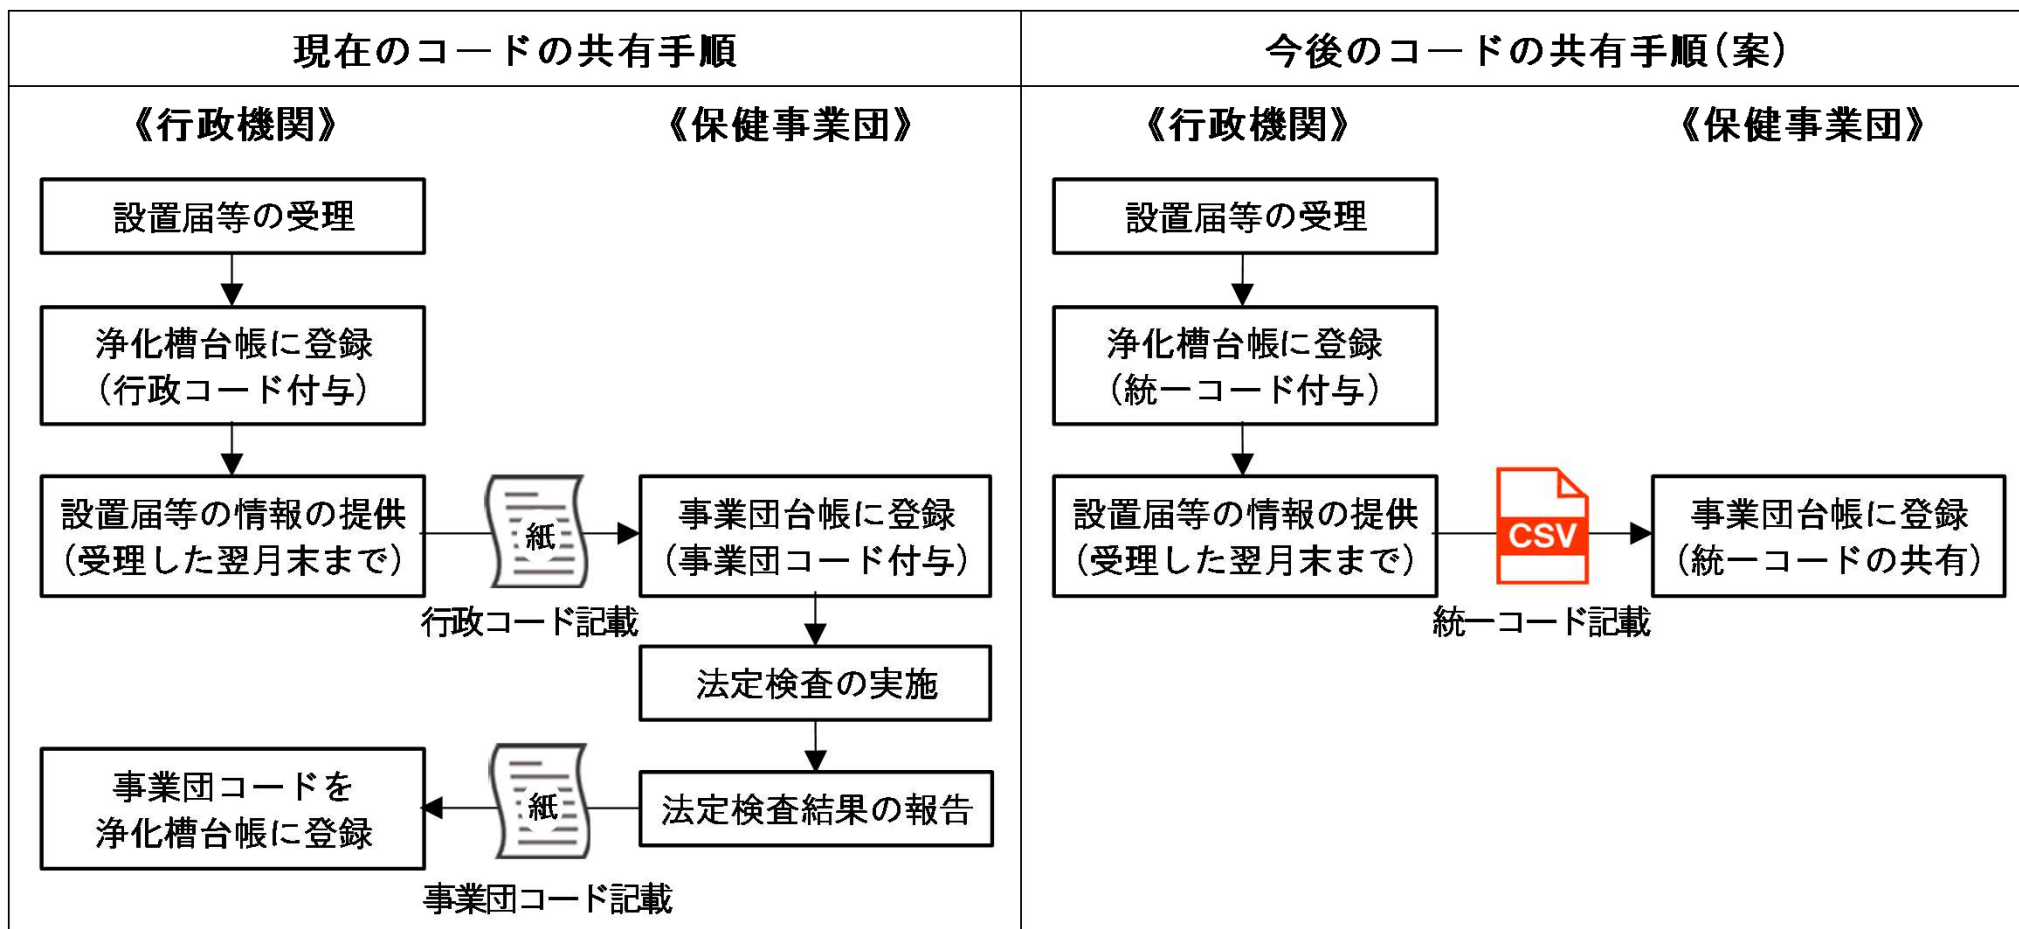 現在のコードの共有手順
《行政機関》
《保健事業団》
設置届等の受理
浄化槽台帳に登録
（行政コード付与）
設置届等の情報の提供
（受理した翌月末まで）
紙
行政コード記載
事業団台帳に登録
（事業団コード付与）
法定検査の実施
法定検査結果の報告
紙
事業団コード記載
事業団コードを
浄化槽台帳に登録
今後のコードの共有手順（案）
《行政機関》
《保健事業団》
設置届等の受理
浄化槽台帳に登録
（統一コード付与）
設置届等の情報の提供
（受理した翌月末まで）
CSV
統一コード記載
事業団台帳に登録
（統一コードの共有）